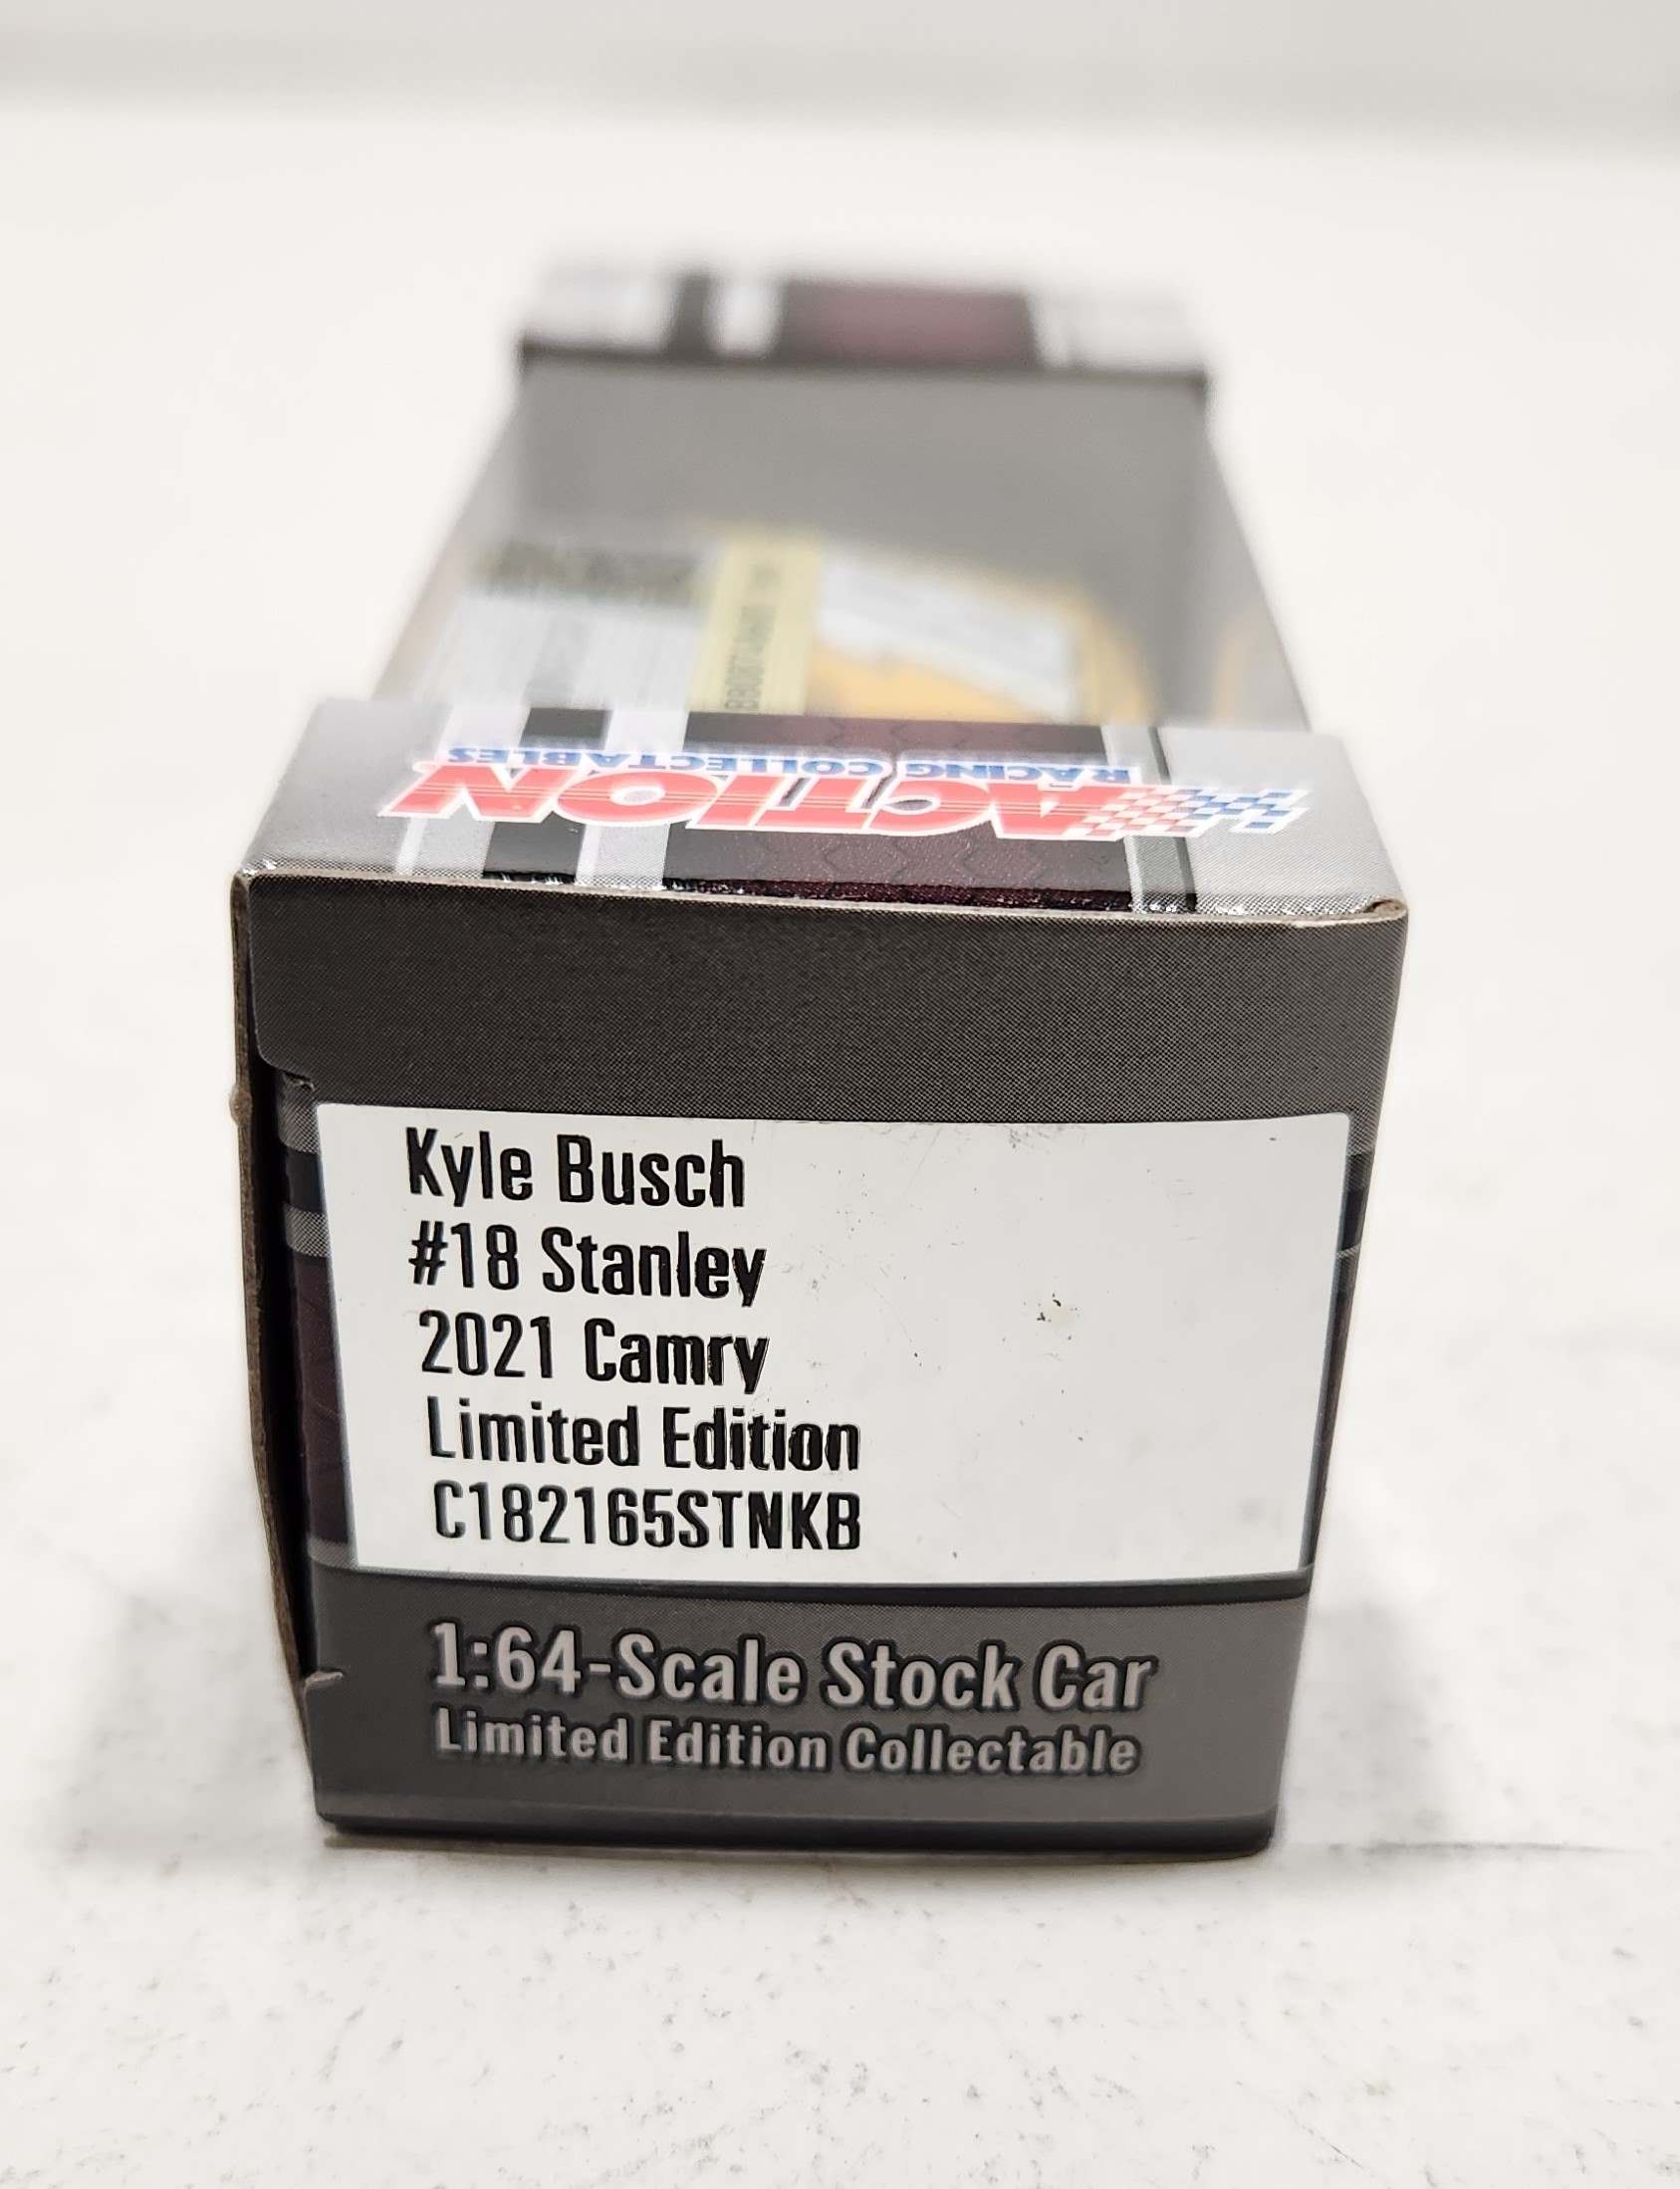 ACTION
RACING COLLECTABLES
Kyle Busch
#18 Stanley
2021 Camry
Limited Edition
C182165STNKB
1:64-Scale Stock Car
Limited Edition Collectable